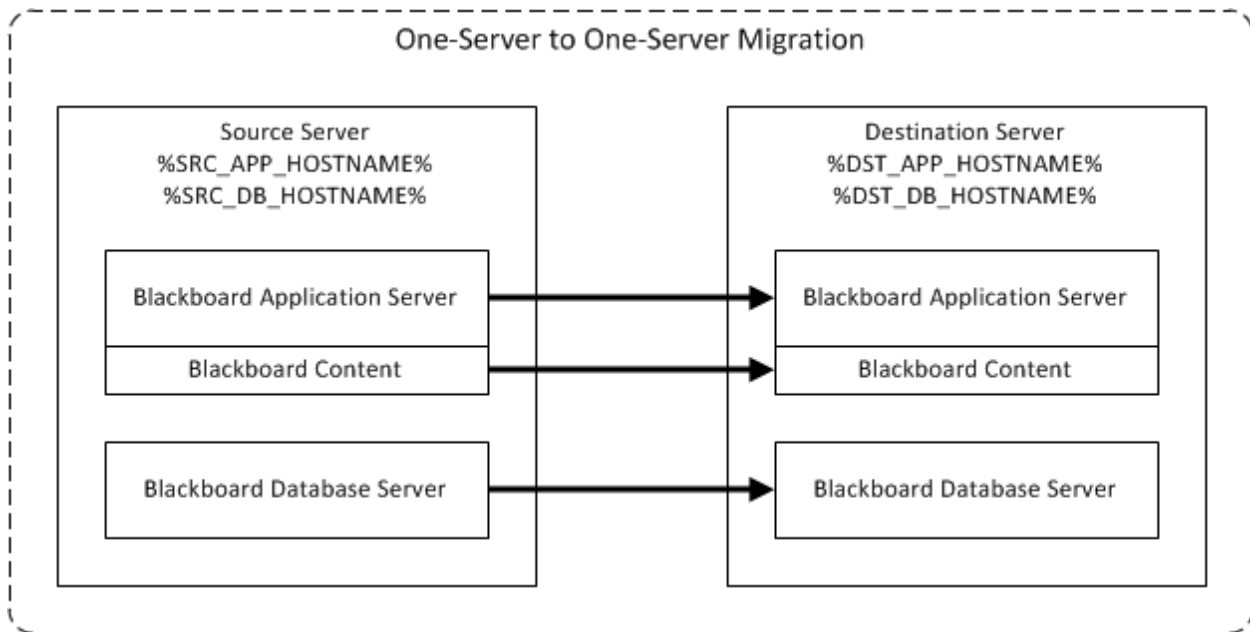 One-Server to One-Server Migration
Source Server
%SRC_APP_HOSTNAME%
%SRC_DB_HOSTNAME%
Blackboard Application Server
Blackboard Content
Blackboard Database Server
Destination Server
%DST_APP_HOSTNAME%
%DST_DB_HOSTNAME%
Blackboard Application Server
Blackboard Content
Blackboard Database Server